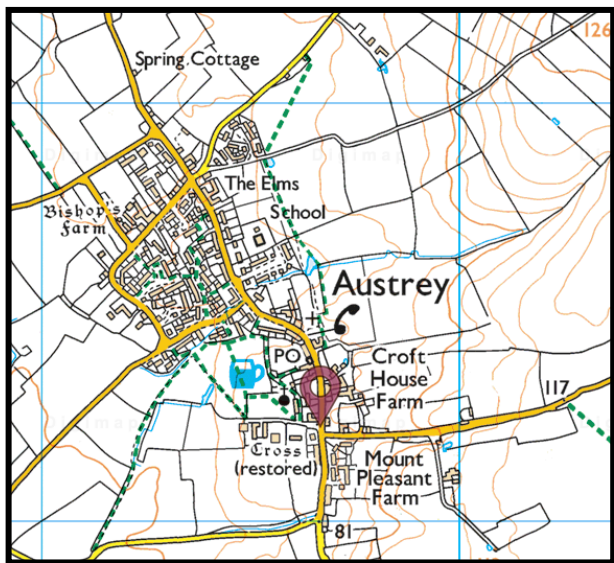 126
Spring Cottage
Digimap
The Elms
Bishop's
Farm
School
Austrey
PO
Croft
House
Farm
117
Cross
(restored)
Mount
Pleasant
Farm
81